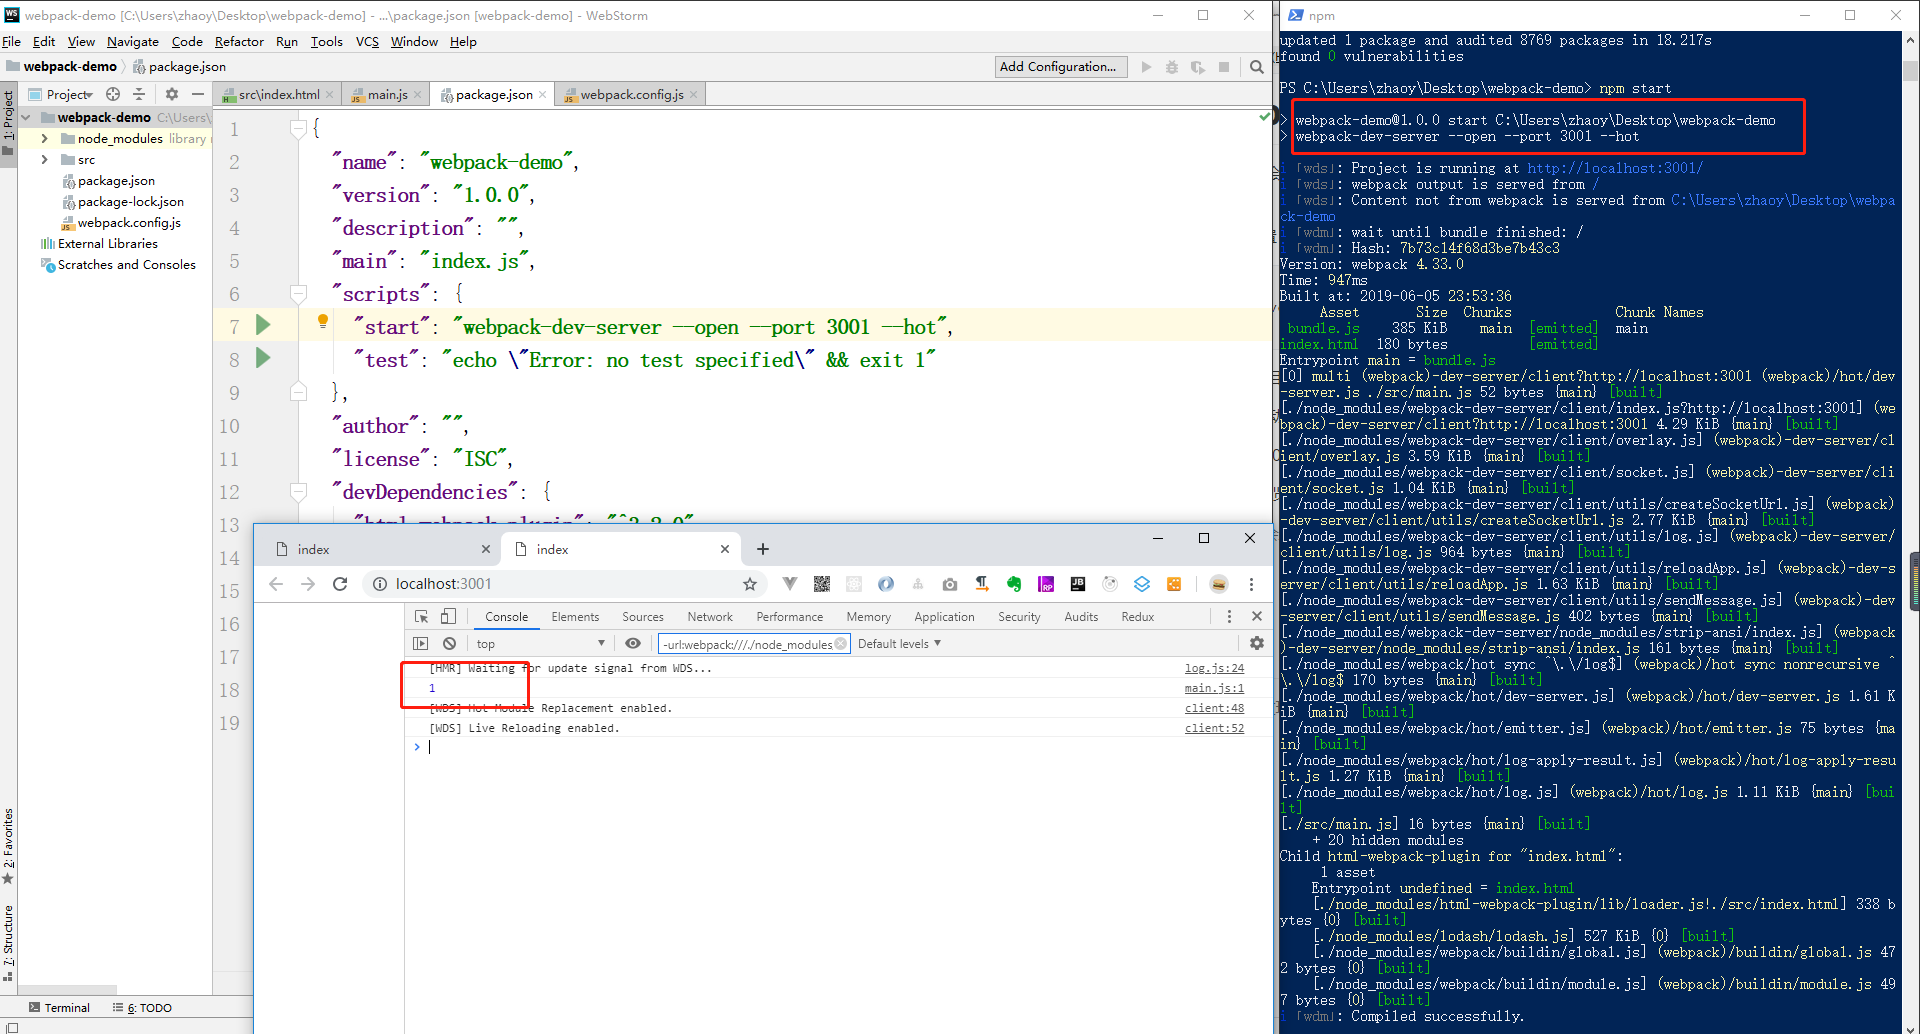 webpack-demo [C:\Users\zhaoy\Desktop\webpack-demo] - ...\package.json [webpack-demo] - WebStorm
File Edit View Navigate Code Refactor Run Tools VCS Window Help
webpack-demo package.json
Add Configuration...
Project
src\index.html main.js package.json webpack.config.js
1: Project
webpack-demo C:\Users\
node_modules library
src
package.json
package-lock.json
webpack.config.js
External Libraries
Scratches and Consoles
2: Favorites
7: Structure
1 {
2 "name": "webpack-demo",
3 "version": "1.0.0",
4 "description": "",
5 "main": "index.js",
6 "scripts": {
7 "start": "webpack-dev-server --open --port 3001 --hot",
8 "test": "echo \"Error: no test specified\" && exit 1"
9 },
10 "author": "",
11 "license": "ISC",
12 "devDependencies": {
13 "html-webpack-plugin": "^3.2.0"
14
15
16
17
18
19
Terminal 6: TODO
index index
localhost:3001
Console Elements Sources Network Performance Memory Application Security Audits Redux
top -url:webpack:///./node_modules Default levels
[HMR] Waiting for update signal from WDS... log.js:24
1 main.js:1
[WDS] Hot Module Replacement enabled. client:48
[WDS] Live Reloading enabled. client:52
>
npm
updated 1 package and audited 8769 packages in 18.217s
found 0 vulnerabilities
PS C:\Users\zhaoy\Desktop\webpack-demo> npm start
> webpack-demo@1.0.0 start C:\Users\zhaoy\Desktop\webpack-demo
> webpack-dev-server --open --port 3001 --hot
i ｢wds｣: Project is running at http://localhost:3001/
i ｢wds｣: webpack output is served from /
i ｢wds｣: Content not from webpack is served from C:\Users\zhaoy\Desktop\webpa
ck-demo
i ｢wdm｣: wait until bundle finished: /
i ｢wdm｣: Hash: 7b73c14f68d3be7b43c3
Version: webpack 4.33.0
Time: 947ms
Built at: 2019-06-05 23:53:36
Asset Size Chunks Chunk Names
bundle.js 385 KiB main [emitted] main
index.html 180 bytes [emitted]
Entrypoint main = bundle.js
[0] multi (webpack)-dev-server/client?http://localhost:3001 (webpack)/hot/dev
-server.js ./src/main.js 52 bytes {main} [built]
[./node_modules/webpack-dev-server/client/index.js?http://localhost:3001] (we
bpack)-dev-server/client?http://localhost:3001 4.29 KiB {main} [built]
[./node_modules/webpack-dev-server/client/overlay.js] (webpack)-dev-server/cl
ient/overlay.js 3.59 KiB {main} [built]
[./node_modules/webpack-dev-server/client/socket.js] (webpack)-dev-server/cli
ent/socket.js 1.04 KiB {main} [built]
[./node_modules/webpack-dev-server/client/utils/createSocketUrl.js] (webpack)
-dev-server/client/utils/createSocketUrl.js 2.77 KiB {main} [built]
[./node_modules/webpack-dev-server/client/utils/log.js] (webpack)-dev-server/
client/utils/log.js 964 bytes {main} [built]
[./node_modules/webpack-dev-server/client/utils/reloadApp.js] (webpack)-dev-s
erver/client/utils/reloadApp.js 1.63 KiB {main} [built]
[./node_modules/webpack-dev-server/client/utils/sendMessage.js] (webpack)-dev
-server/client/utils/sendMessage.js 402 bytes {main} [built]
[./node_modules/webpack-dev-server/node_modules/strip-ansi/index.js] (webpack
)-dev-server/node_modules/strip-ansi/index.js 161 bytes {main} [built]
[./node_modules/webpack/hot sync ^\.\/log$] (webpack)/hot sync nonrecursive ^
\.\/log$ 170 bytes {main} [built]
[./node_modules/webpack/hot/dev-server.js] (webpack)/hot/dev-server.js 1.61 K
iB {main} [built]
[./node_modules/webpack/hot/emitter.js] (webpack)/hot/emitter.js 75 bytes {ma
in} [built]
[./node_modules/webpack/hot/log-apply-result.js] (webpack)/hot/log-apply-resu
lt.js 1.27 KiB {main} [built]
[./node_modules/webpack/hot/log.js] (webpack)/hot/log.js 1.11 KiB {main} [bui
lt]
[./src/main.js] 16 bytes {main} [built]
+ 20 hidden modules
Child html-webpack-plugin for "index.html":
1 asset
Entrypoint undefined = index.html
[./node_modules/html-webpack-plugin/lib/loader.js!./src/index.html] 338 b
ytes {0} [built]
[./node_modules/lodash/lodash.js] 527 KiB {0} [built]
[./node_modules/webpack/buildin/global.js] (webpack)/buildin/global.js 47
2 bytes {0} [built]
[./node_modules/webpack/buildin/module.js] (webpack)/buildin/module.js 49
7 bytes {0} [built]
i ｢wdm｣: Compiled successfully.